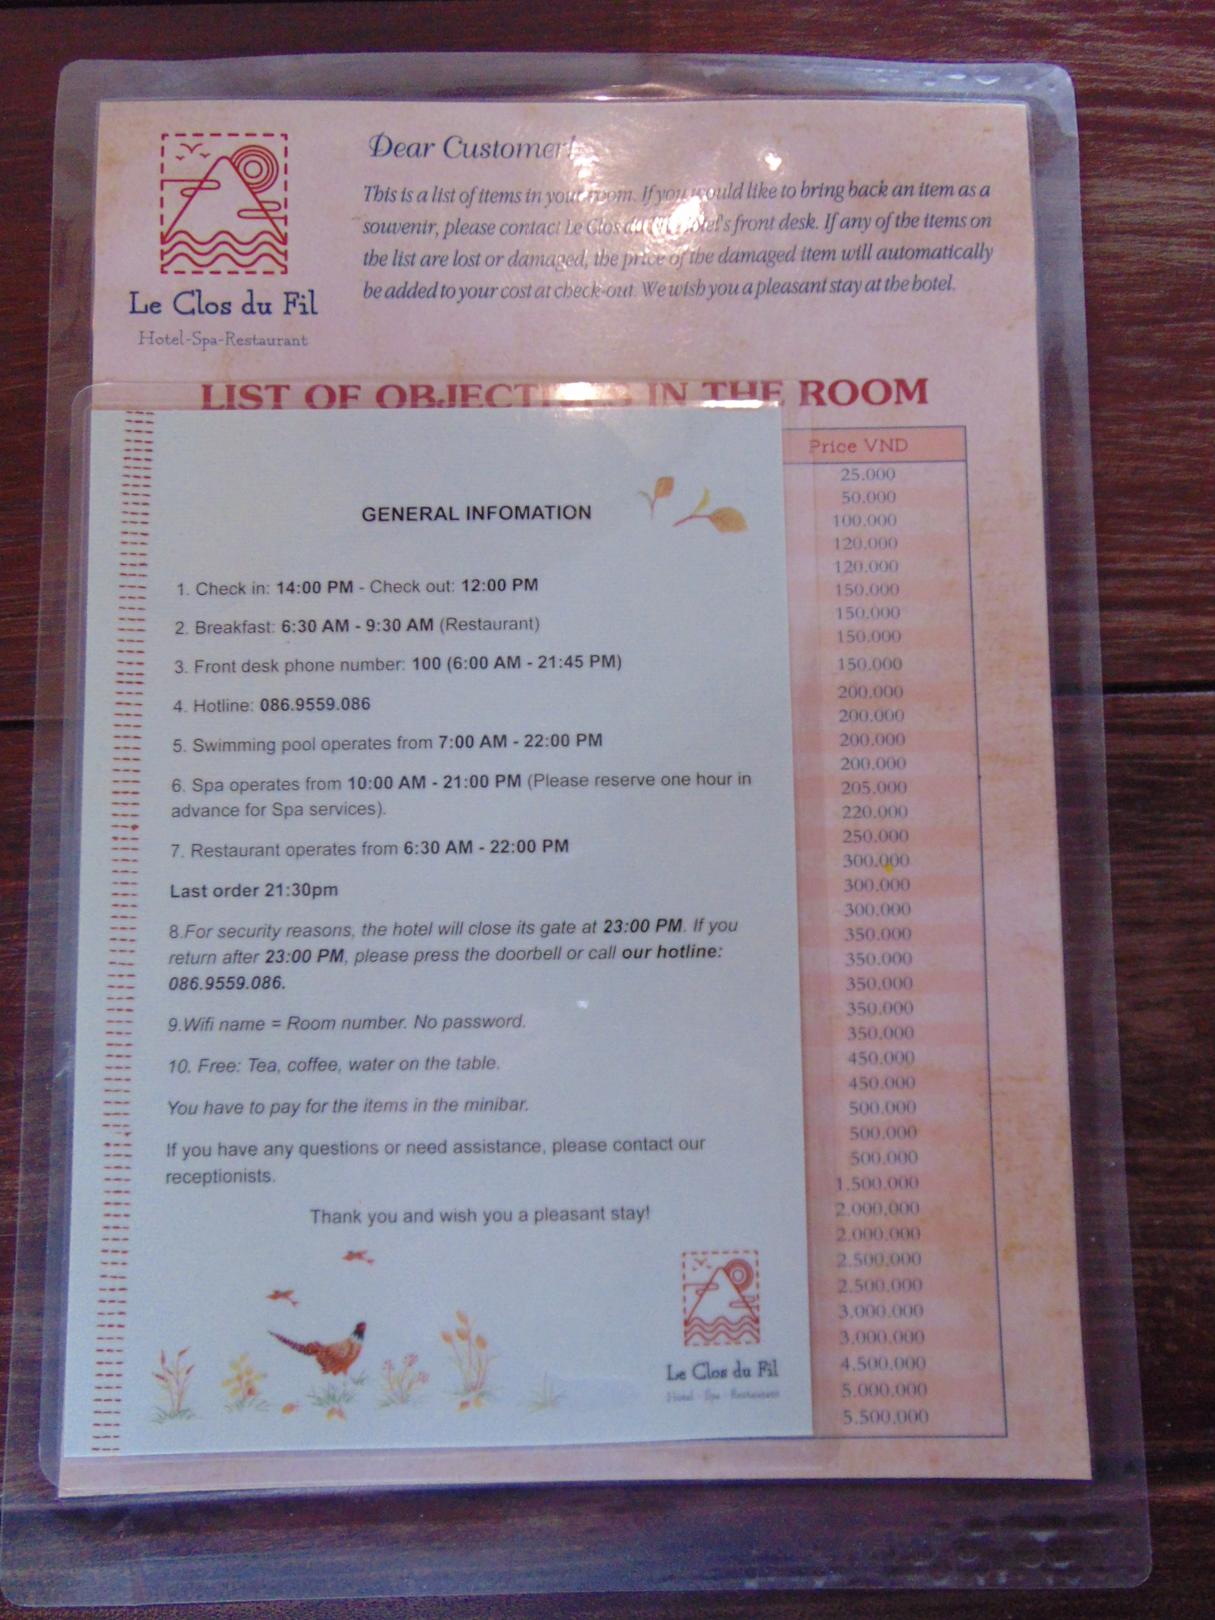 Dear Customer!
This is a list of items in your room. If you would like to bring back an item as a
souvenir, please contact Le Clos du Fil Hotel's front desk. If any of the items on
the list are lost or damaged, the price of the damaged item will automatically
be added to your cost at check-out. We wish you a pleasant stay at the hotel.
Le Clos du Fil
Hotel-Spa-Restaurant
LIST OF OBJECTIVES IN THE ROOM
Price VND
25.000
50.000
100.000
120.000
120.000
150.000
150.000
150.000
150.000
200.000
200.000
200.000
200.000
205.000
220.000
250.000
300.000
300.000
300.000
350.000
350.000
350.000
350.000
350.000
450.000
450.000
500.000
500.000
500.000
1.500.000
2.000.000
2.000.000
2.500.000
2.500.000
3.000.000
3.000.000
4.500.000
5.000.000
5.500.000
GENERAL INFOMATION
1. Check in: 14:00 PM - Check out: 12:00 PM
2. Breakfast: 6:30 AM - 9:30 AM (Restaurant)
3. Front desk phone number: 100 (6:00 AM - 21:45 PM)
4. Hotline: 086.9559.086
5. Swimming pool operates from 7:00 AM - 22:00 PM
6. Spa operates from 10:00 AM - 21:00 PM (Please reserve one hour in
advance for Spa services).
7. Restaurant operates from 6:30 AM - 22:00 PM
Last order 21:30pm
8.For security reasons, the hotel will close its gate at 23:00 PM. If you
return after 23:00 PM, please press the doorbell or call our hotline:
086.9559.086.
9.Wifi name = Room number. No password.
10. Free: Tea, coffee, water on the table.
You have to pay for the items in the minibar.
If you have any questions or need assistance, please contact our
receptionists.
Thank you and wish you a pleasant stay!
Le Clos du Fil
Hotel - Spa - Restaurant